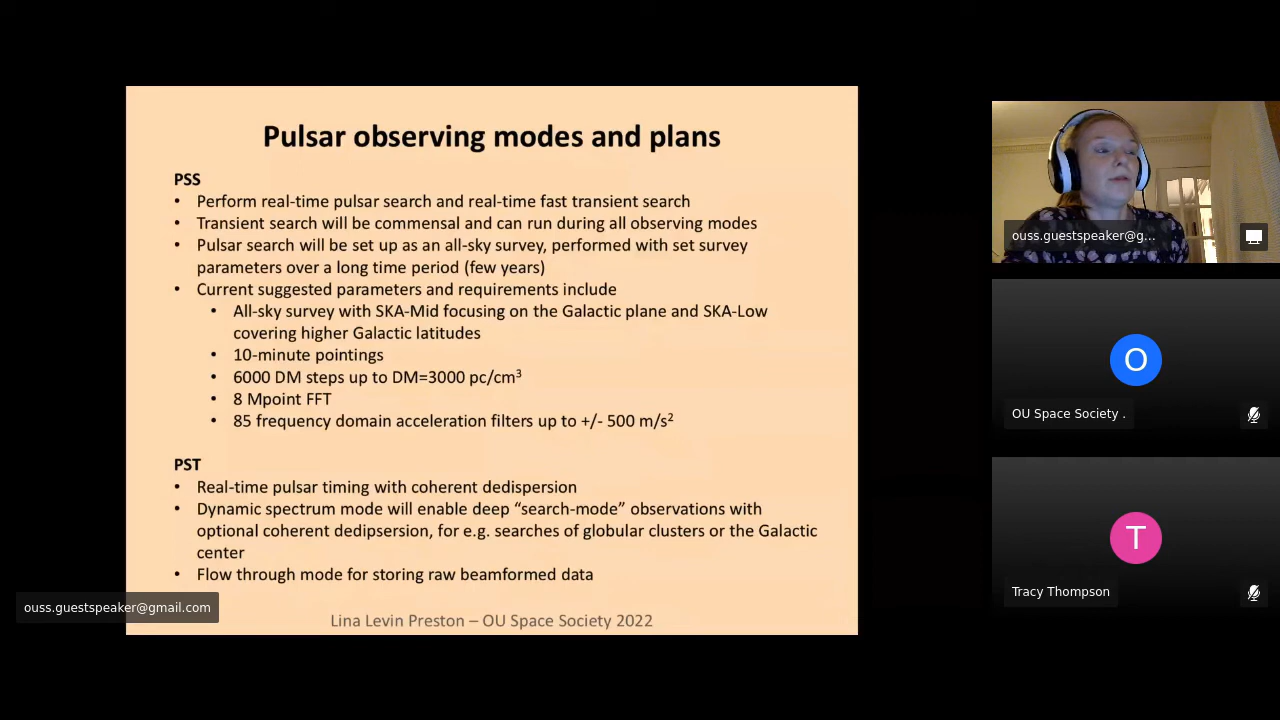 Pulsar observing modes and plans
PSS
• Perform real-time pulsar search and real-time fast transient search
• Transient search will be commensal and can run during all observing modes
• Pulsar search will be set up as an all-sky survey, performed with set survey
parameters over a long time period (few years)
• Current suggested parameters and requirements include
• All-sky survey with SKA-Mid focusing on the Galactic plane and SKA-Low
covering higher Galactic latitudes
• 10-minute pointings
• 6000 DM steps up to DM=3000 pc/cm³
• 8 Mpoint FFT
• 85 frequency domain acceleration filters up to +/- 500 m/s²
PST
• Real-time pulsar timing with coherent dedispersion
• Dynamic spectrum mode will enable deep “search-mode” observations with
optional coherent dedipsersion, for e.g. searches of globular clusters or the Galactic
center
• Flow through mode for storing raw beamformed data
Lina Levin Preston – OU Space Society 2022
ouss.guestspeaker@gmail.com
ouss.guestspeaker@g...
O
OU Space Society .
T
Tracy Thompson